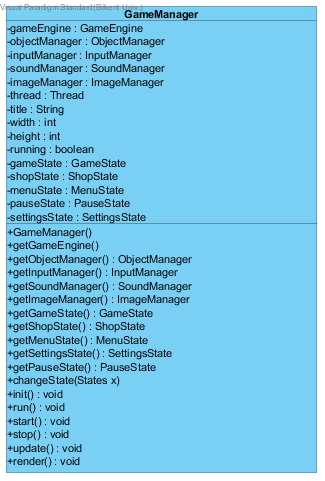 Visual Paradigm Standard(Bilkent Univ.)
GameManager
-gameEngine : GameEngine
-objectManager : ObjectManager
-inputManager : InputManager
-soundManager : SoundManager
-imageManager : ImageManager
-thread : Thread
-title : String
-width : int
-height : int
-running : boolean
-gameState : GameState
-shopState : ShopState
-menuState : MenuState
-pauseState : PauseState
-settingsState : SettingsState
+GameManager()
+getGameEngine()
+getObjectManager() : ObjectManager
+getInputManager() : InputManager
+getSoundManager() : SoundManager
+getImageManager() : ImageManager
+getGameState() : GameState
+getShopState() : ShopState
+getMenuState() : MenuState
+getSettingsState() : SettingsState
+getPauseState() : PauseState
+changeState(States x)
+init() : void
+run() : void
+start() : void
+stop() : void
+update() : void
+render() : void